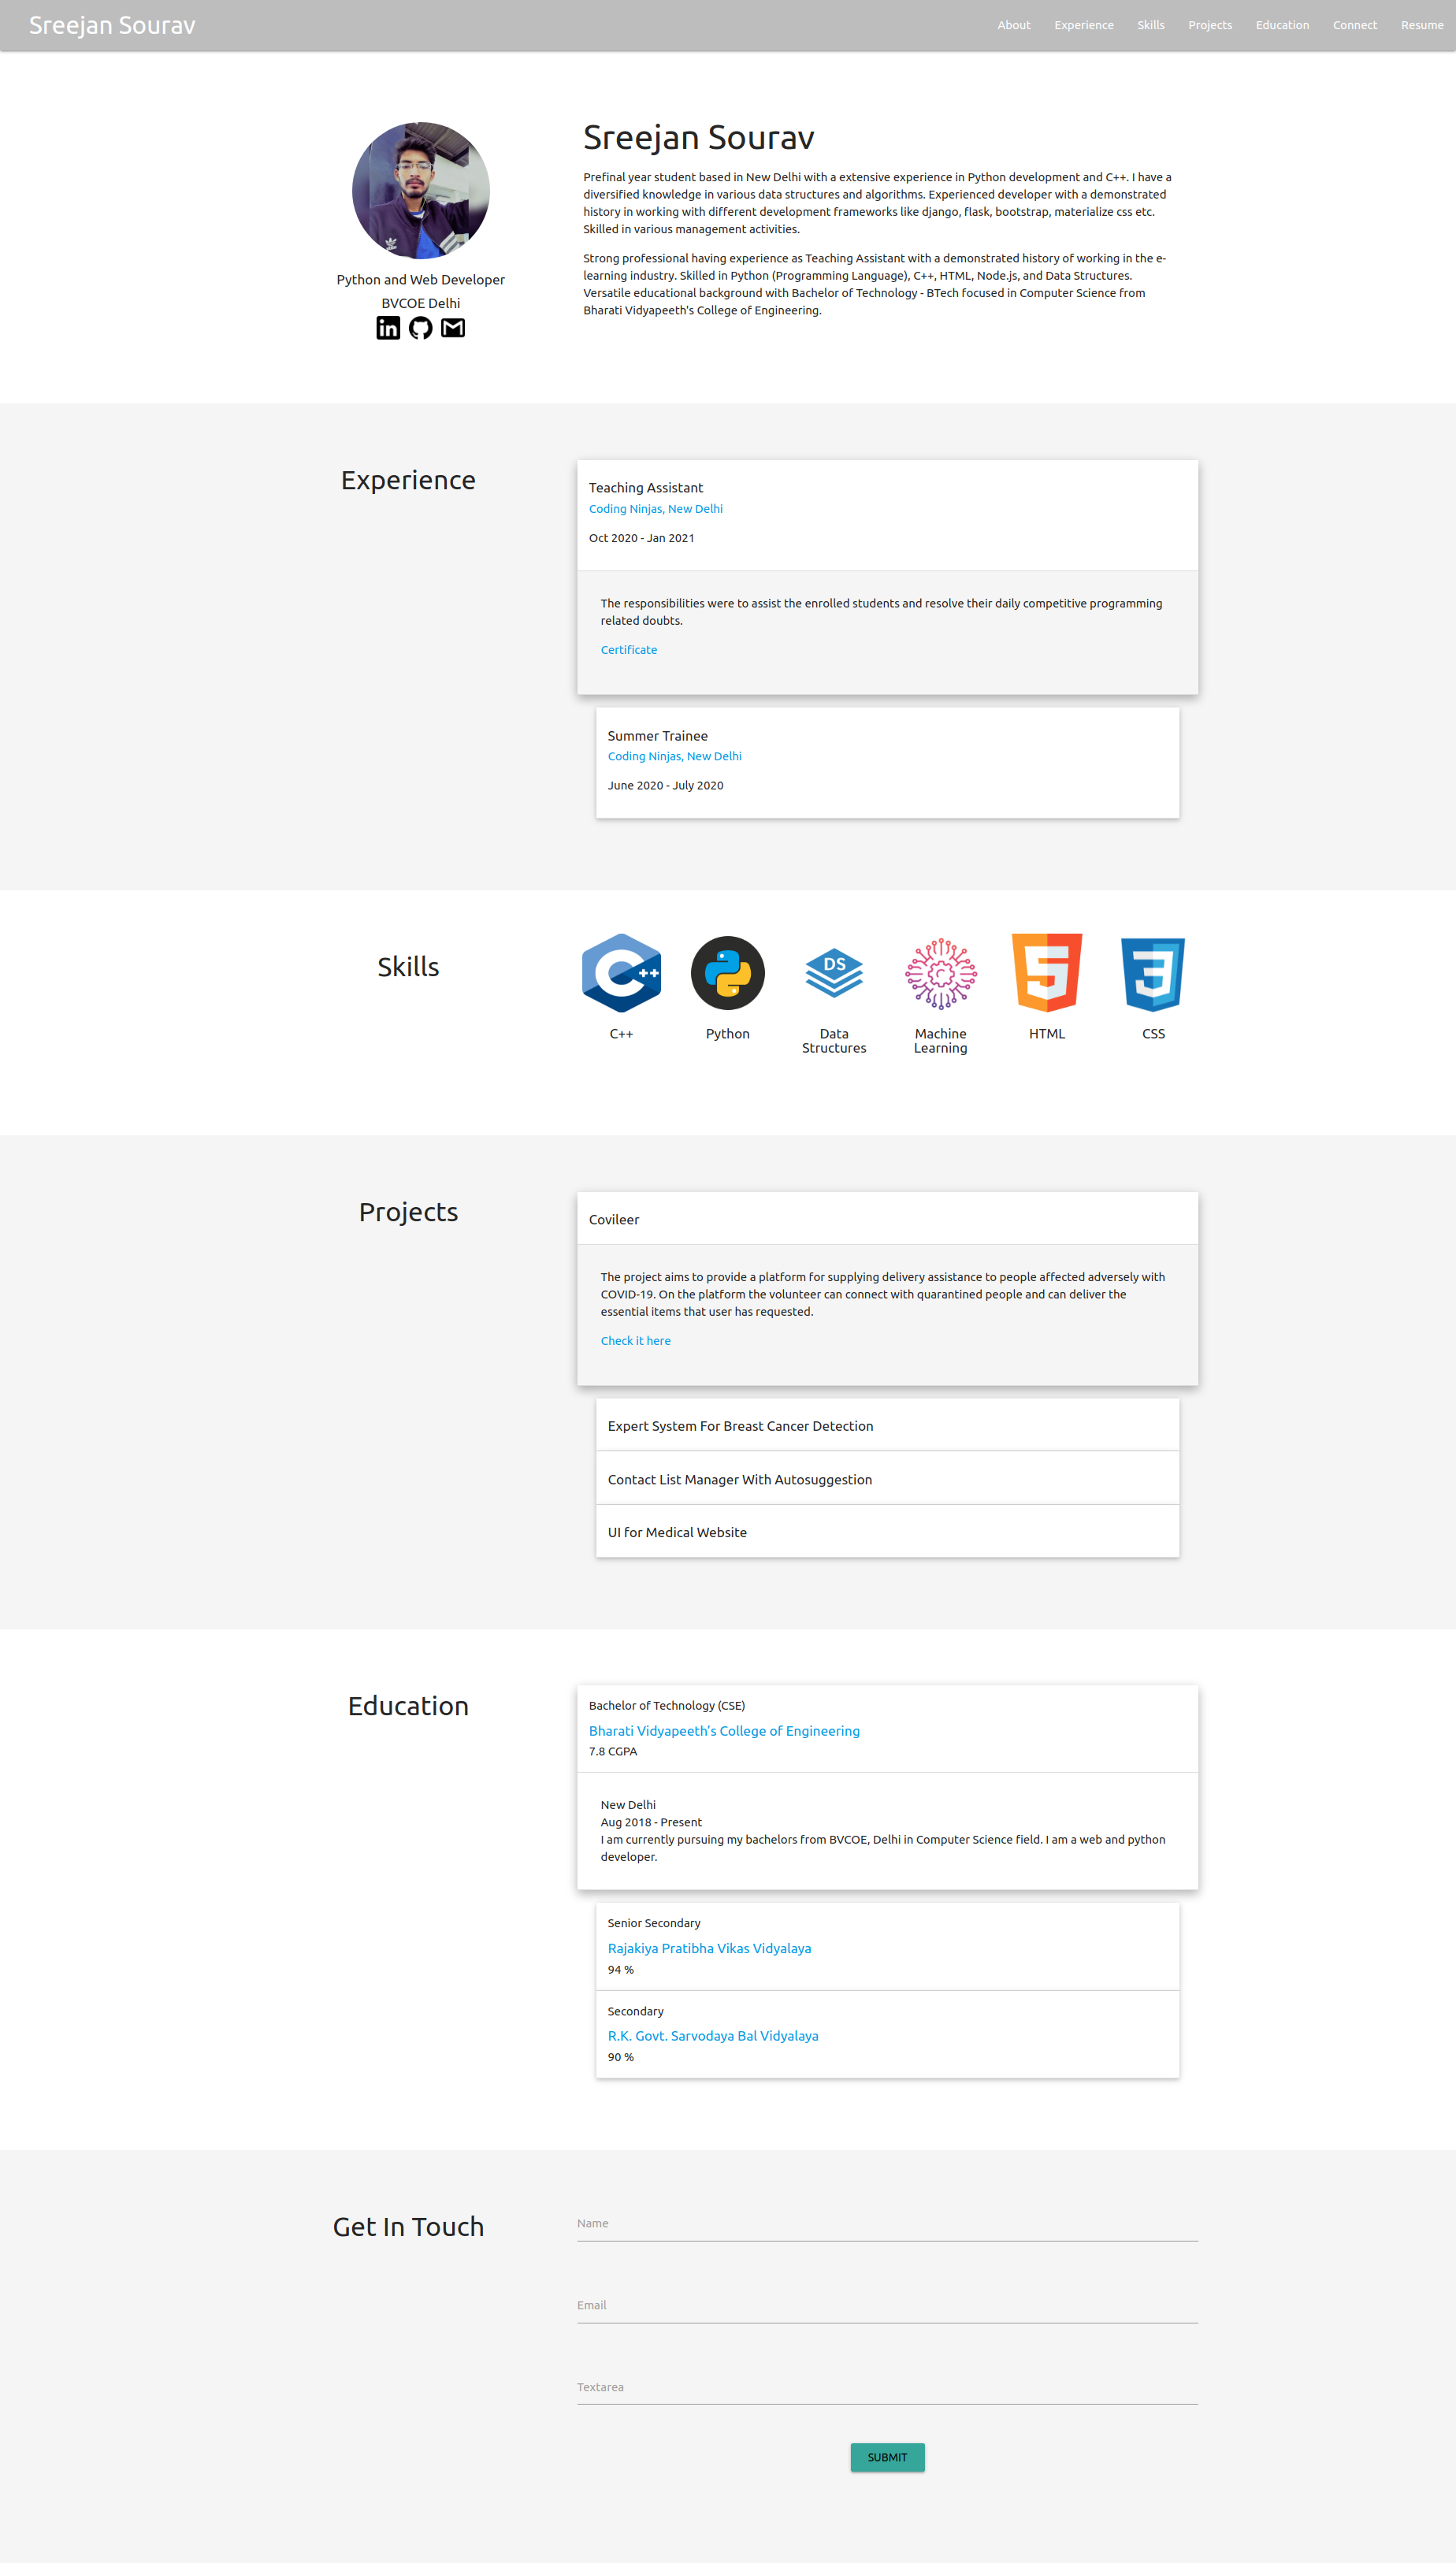 Sreejan Sourav
About Experience Skills Projects Education Connect Resume
Sreejan Sourav
Prefinal year student based in New Delhi with a extensive experience in Python development and C++. I have a
diversified knowledge in various data structures and algorithms. Experienced developer with a demonstrated
history in working with different development frameworks like django, flask, bootstrap, materialize css etc.
Skilled in various management activities.
Strong professional having experience as Teaching Assistant with a demonstrated history of working in the e-
learning industry. Skilled in Python (Programming Language), C++, HTML, Node.js, and Data Structures.
Versatile educational background with Bachelor of Technology - BTech focused in Computer Science from
Bharati Vidyapeeth's College of Engineering.
Python and Web Developer
BVCOE Delhi
Experience
Teaching Assistant
Coding Ninjas, New Delhi
Oct 2020 - Jan 2021
The responsibilities were to assist the enrolled students and resolve their daily competitive programming
related doubts.
Certificate
Summer Trainee
Coding Ninjas, New Delhi
June 2020 - July 2020
Skills
DS
C++
Python
Data
Structures
Machine
Learning
HTML
CSS
Projects
Covileer
The project aims to provide a platform for supplying delivery assistance to people affected adversely with
COVID-19. On the platform the volunteer can connect with quarantined people and can deliver the
essential items that user has requested.
Check it here
Expert System For Breast Cancer Detection
Contact List Manager With Autosuggestion
UI for Medical Website
Education
Bachelor of Technology (CSE)
Bharati Vidyapeeth's College of Engineering
7.8 CGPA
New Delhi
Aug 2018 - Present
I am currently pursuing my bachelors from BVCOE, Delhi in Computer Science field. I am a web and python
developer.
Senior Secondary
Rajakiya Pratibha Vikas Vidyalaya
94 %
Secondary
R.K. Govt. Sarvodaya Bal Vidyalaya
90 %
Get In Touch
Name
Email
Textarea
SUBMIT